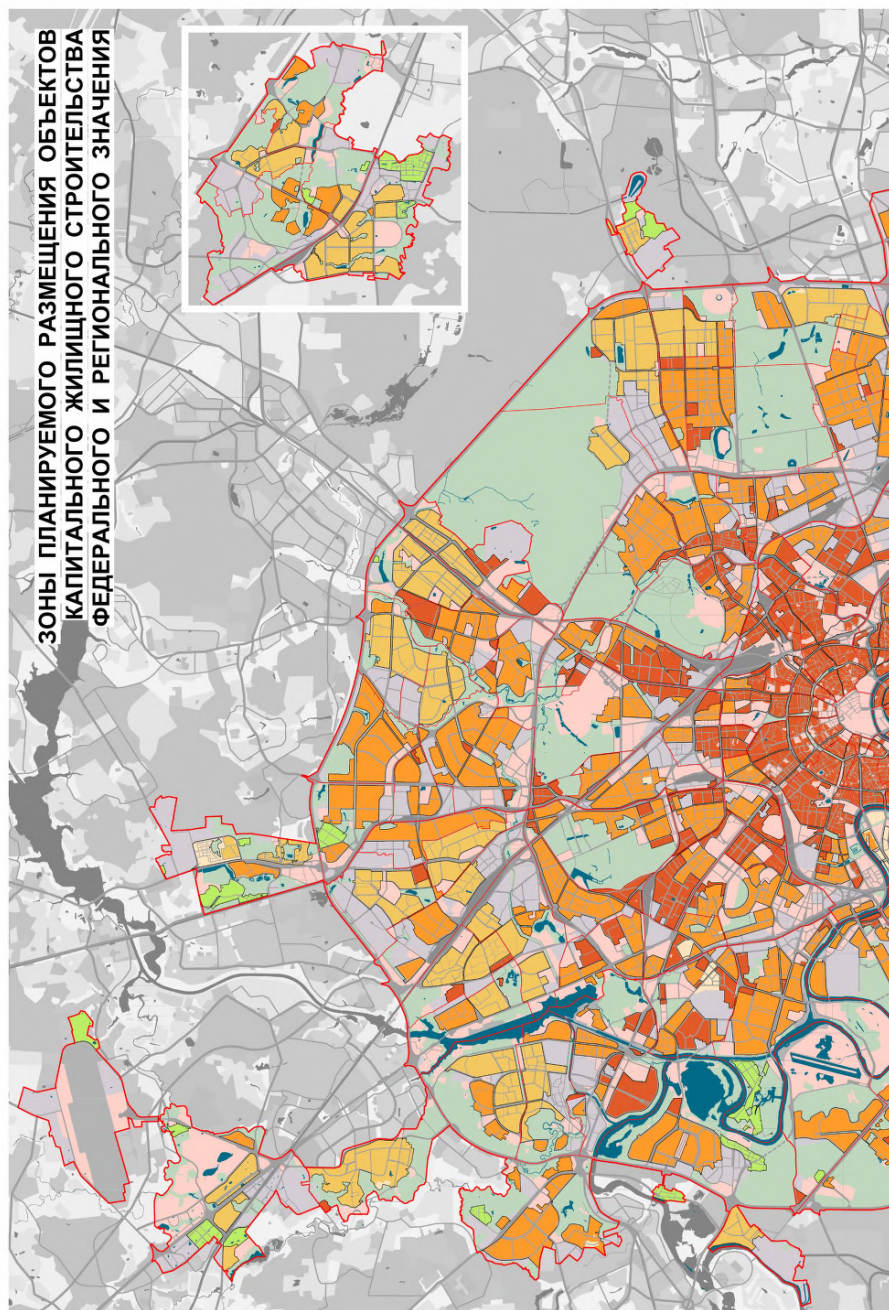 ЗОНЫ ПЛАНИРУЕМОГО РАЗМЕЩЕНИЯ ОБЪЕКТОВ
КАПИТАЛЬНОГО ЖИЛИЩНОГО СТРОИТЕЛЬСТВА
ФЕДЕРАЛЬНОГО И РЕГИОНАЛЬНОГО ЗНАЧЕНИЯ